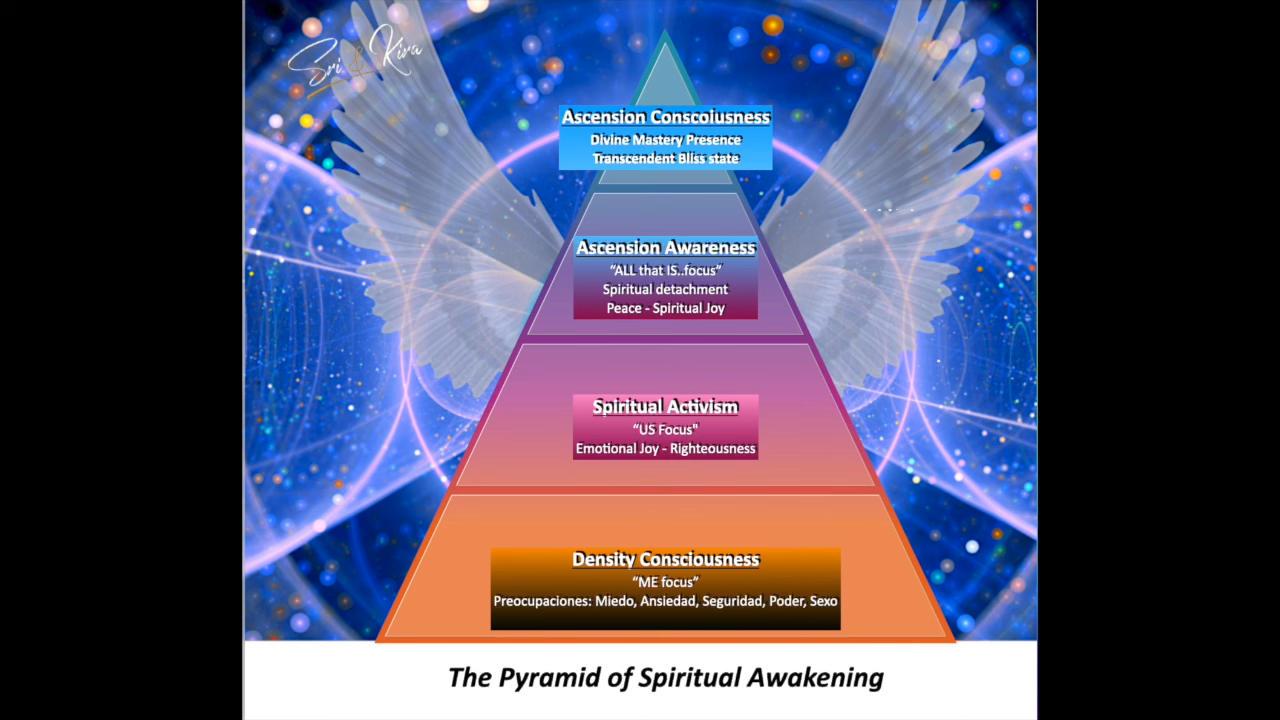 Sri & Kira
Ascension Conscoiusness
Divine Mastery Presence
Transcendent Bliss state
Ascension Awareness
“ALL that IS..focus”
Spiritual detachment
Peace - Spiritual Joy
Spiritual Activism
“US Focus"
Emotional Joy - Righteousness
Density Consciousness
“ME focus”
Preocupaciones: Miedo, Ansiedad, Seguridad, Poder, Sexo
The Pyramid of Spiritual Awakening